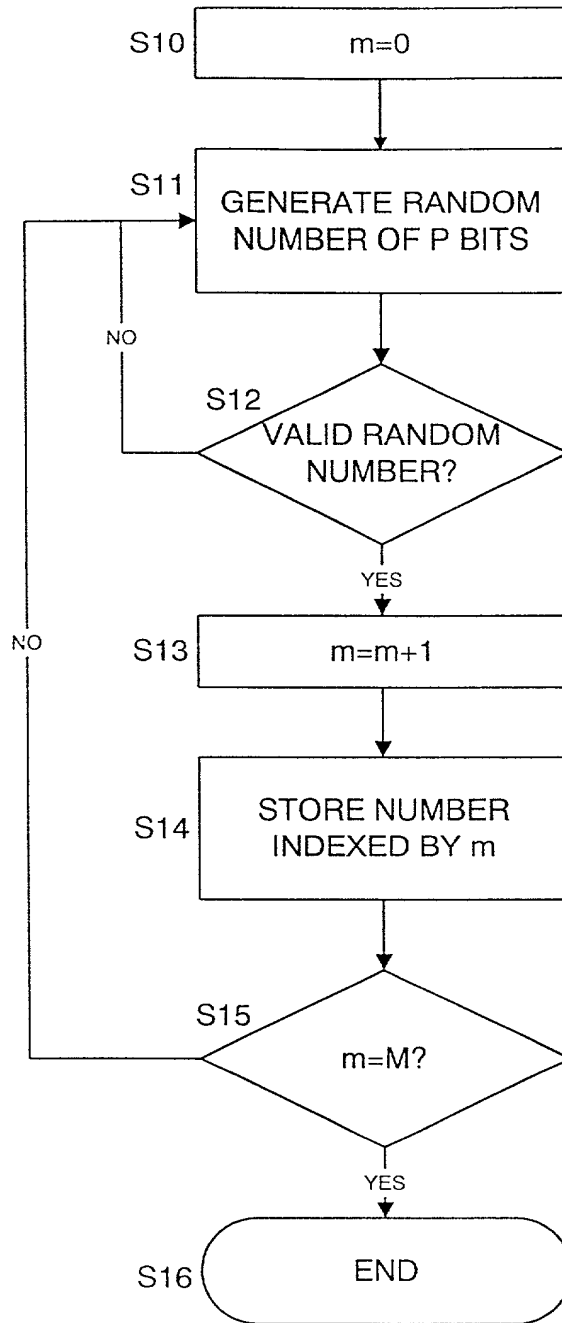 S10
m=0
S11
GENERATE RANDOM
NUMBER OF P BITS
NO
S12
VALID RANDOM
NUMBER?
YES
NO
S13
m=m+1
S14
STORE NUMBER
INDEXED BY m
S15
m=M?
YES
S16
END